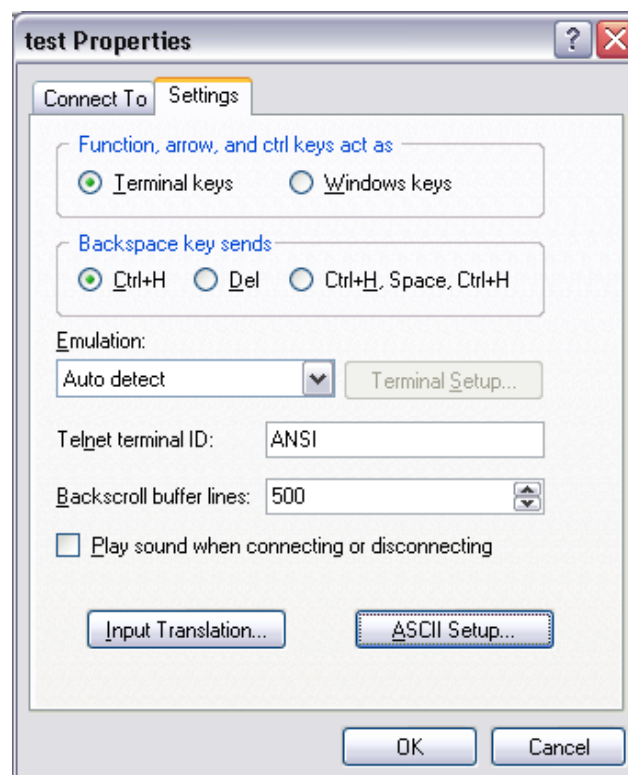 test Properties
Connect To Settings
Function, arrow, and ctrl keys act as
Terminal keys Windows keys
Backspace key sends
Ctrl+H Del Ctrl+H, Space, Ctrl+H
Emulation:
Auto detect Terminal Setup...
Telnet terminal ID: ANSI
Backscroll buffer lines: 500
Play sound when connecting or disconnecting
Input Translation... ASCII Setup...
OK Cancel